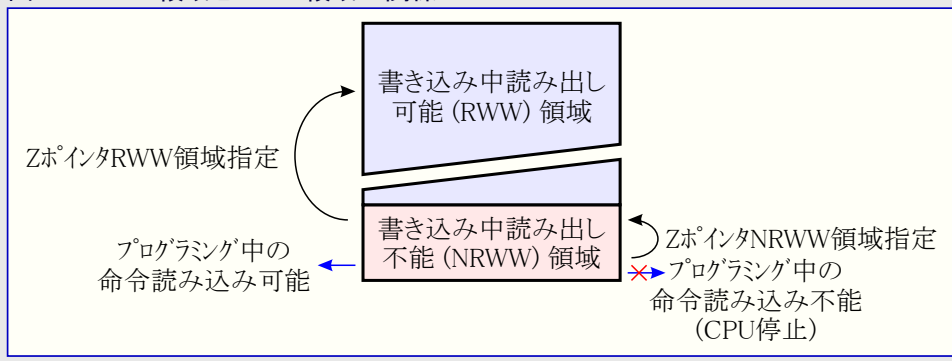 書き込み中読み出し
可能 (RWW) 領域
ZﾎﾟｲﾝﾀRWW領域指定
書き込み中読み出し
不能 (NRWW) 領域
ﾌﾟﾛｸﾞﾗﾐﾝｸﾞ中の
命令読み込み可能
ZﾎﾟｲﾝﾀNRWW領域指定
ﾌﾟﾛｸﾞﾗﾐﾝｸﾞ中の
命令読み込み不能
(CPU停止)